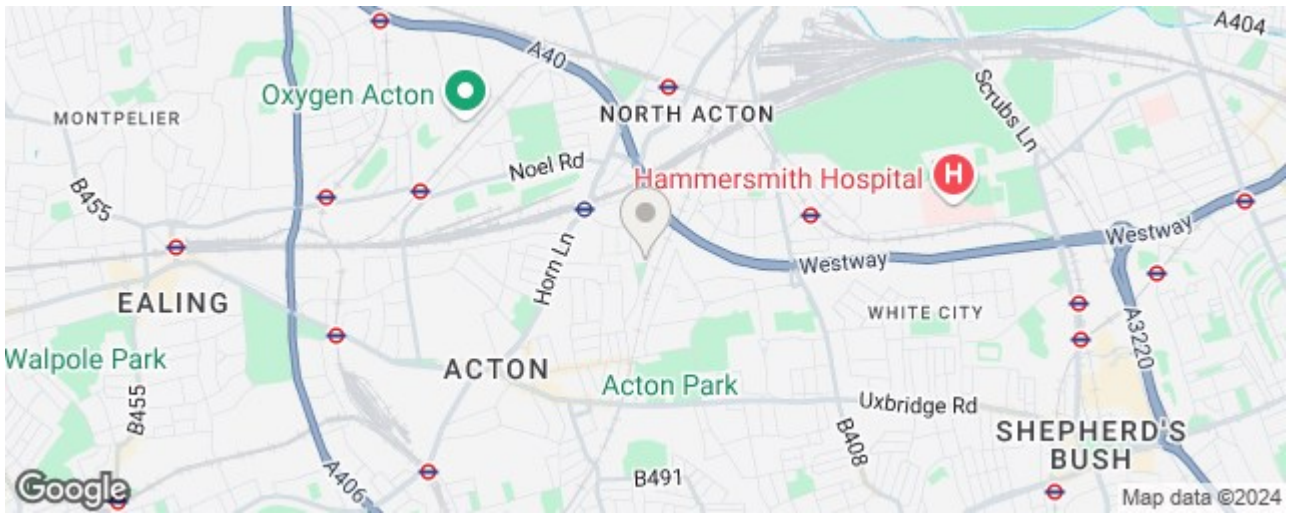 A404
A40
Oxygen Acton
Scrubs Ln
NORTH ACTON
MONTPELIER
Noel Rd
Hammersmith Hospital
H
B455
Westway
Westway
Horn Ln
EALING
WHITE CITY
A3220
Walpole Park
ACTON
Acton Park
B455
Uxbridge Rd
B408
SHEPHERD'S
BUSH
A406
B491
Google
Map data ©2024